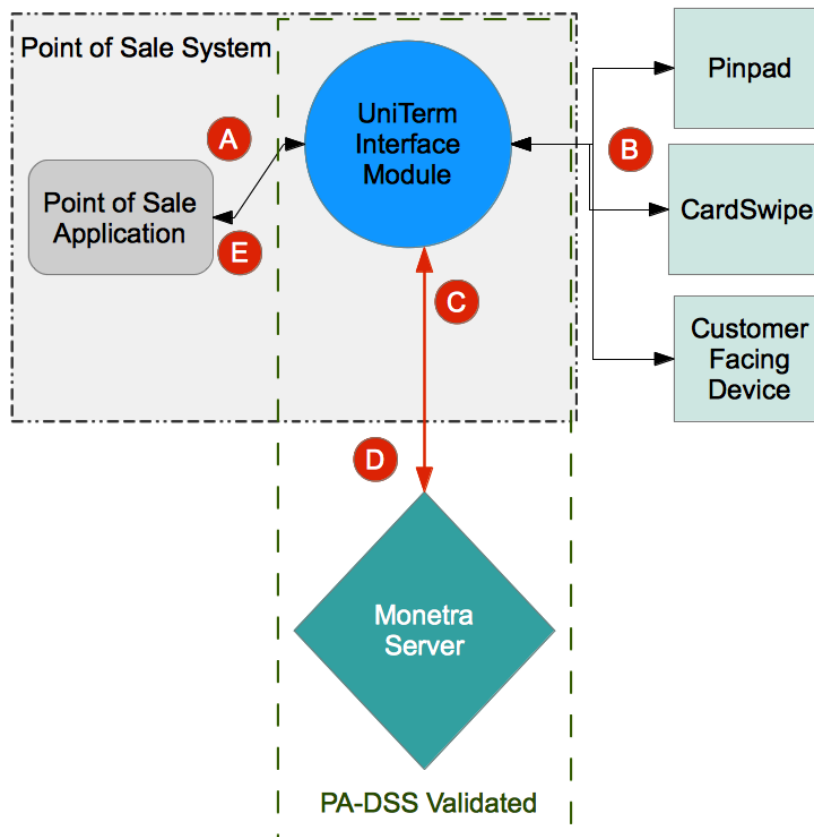 Point of Sale System
UniTerm
Interface
Module
Pinpad
A
B
Point of Sale
Application
CardSwipe
E
C
Customer
Facing
Device
D
Monetra
Server
PA-DSS Validated